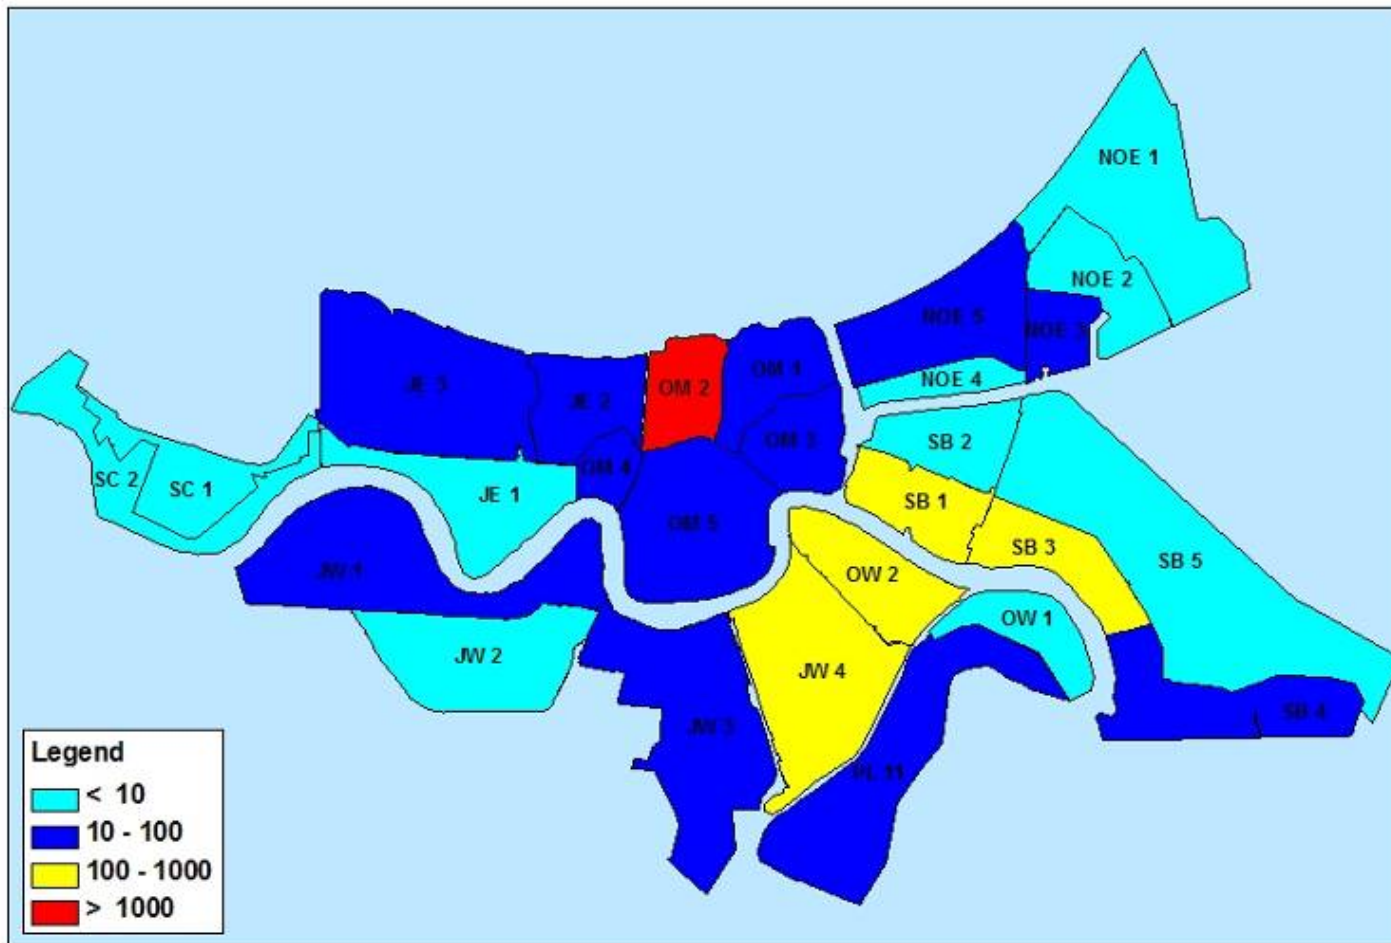 NOE 1
NOE 2
NOE 5
NOE 3
OM 1
NOE 4
JE 3
JE 2
OM 2
OM 3
SB 2
OM 4
SC 2
SC 1
JE 1
SB 1
OM 5
SB 3
SB 5
JW 1
OW 2
OW 1
JW 2
JW 4
SB 4
JW 3
PL 11
Legend
< 10
10 - 100
100 - 1000
> 1000